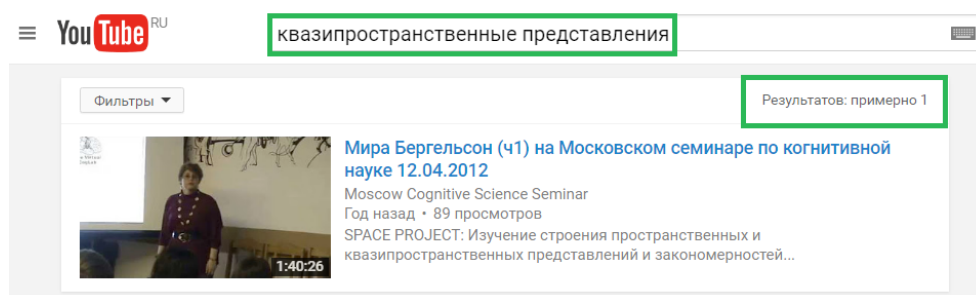 YouTube RU
квазипространственные представления
Фильтры
Результатов: примерно 1
Мира Бергельсон (ч1) на Московском семинаре по когнитивной
науке 12.04.2012
Moscow Cognitive Science Seminar
Год назад • 89 просмотров
SPACE PROJECT: Изучение строения пространственных и
квазипространственных представлений и закономерностей...
1:40:26